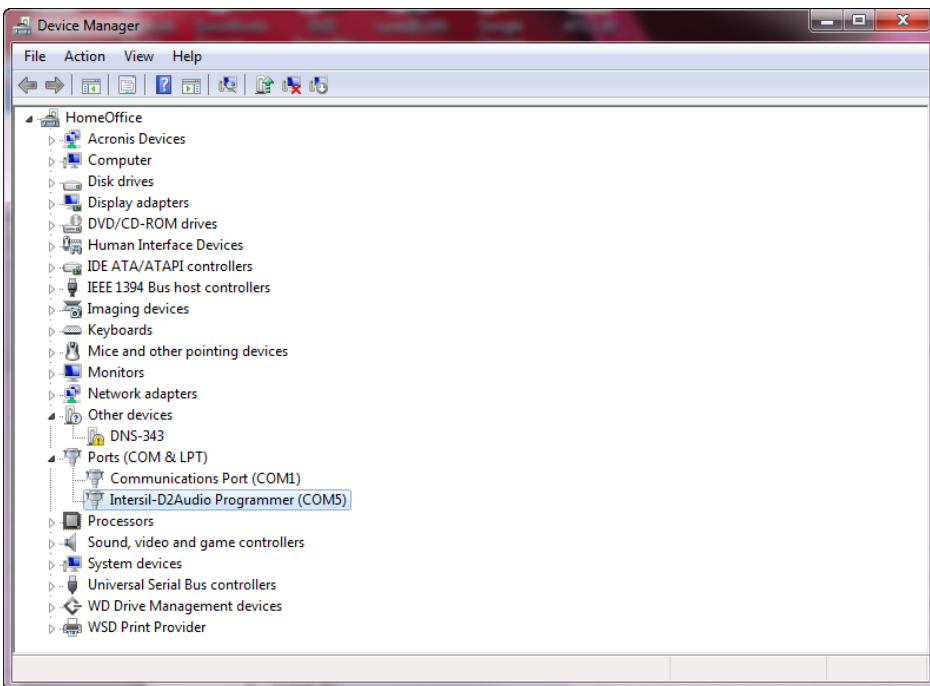 Device Manager
File Action View Help
HomeOffice
Acronis Devices
Computer
Disk drives
Display adapters
DVD/CD-ROM drives
Human Interface Devices
IDE ATA/ATAPI controllers
IEEE 1394 Bus host controllers
Imaging devices
Keyboards
Mice and other pointing devices
Monitors
Network adapters
Other devices
DNS-343
Ports (COM & LPT)
Communications Port (COM1)
Intersil-D2Audio Programmer (COM5)
Processors
Sound, video and game controllers
System devices
Universal Serial Bus controllers
WD Drive Management devices
WSD Print Provider